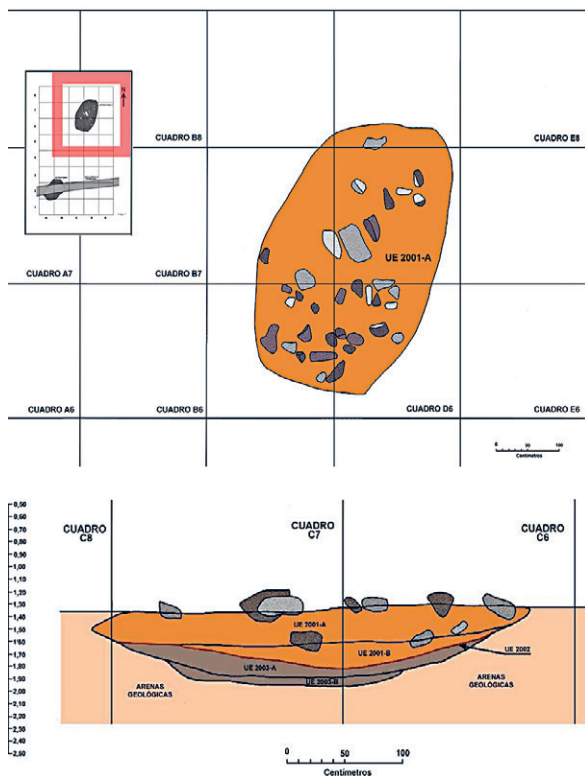 N
CUADRO B8
CUADRO E8
UE 2001-A
CUADRO A7
CUADRO B7
CUADRO A6
CUADRO B6
CUADRO D6
CUADRO E6
0 50 100
Centímetros
0,50
0,60
0,70
0,80
0,90
1,00
1,10
1,20
1,30
1,40
1,50
1,60
1,70
1,80
1,90
2,00
2,10
2,20
2,30
2,40
2,50
CUADRO
C8
CUADRO
C7
CUADRO
C6
UE 2001-A
UE 2001-B
UE 2002
UE 2003-A
UE 2003-B
ARENAS
GEOLÓGICAS
ARENAS
GEOLÓGICAS
0 50 100
Centímetros